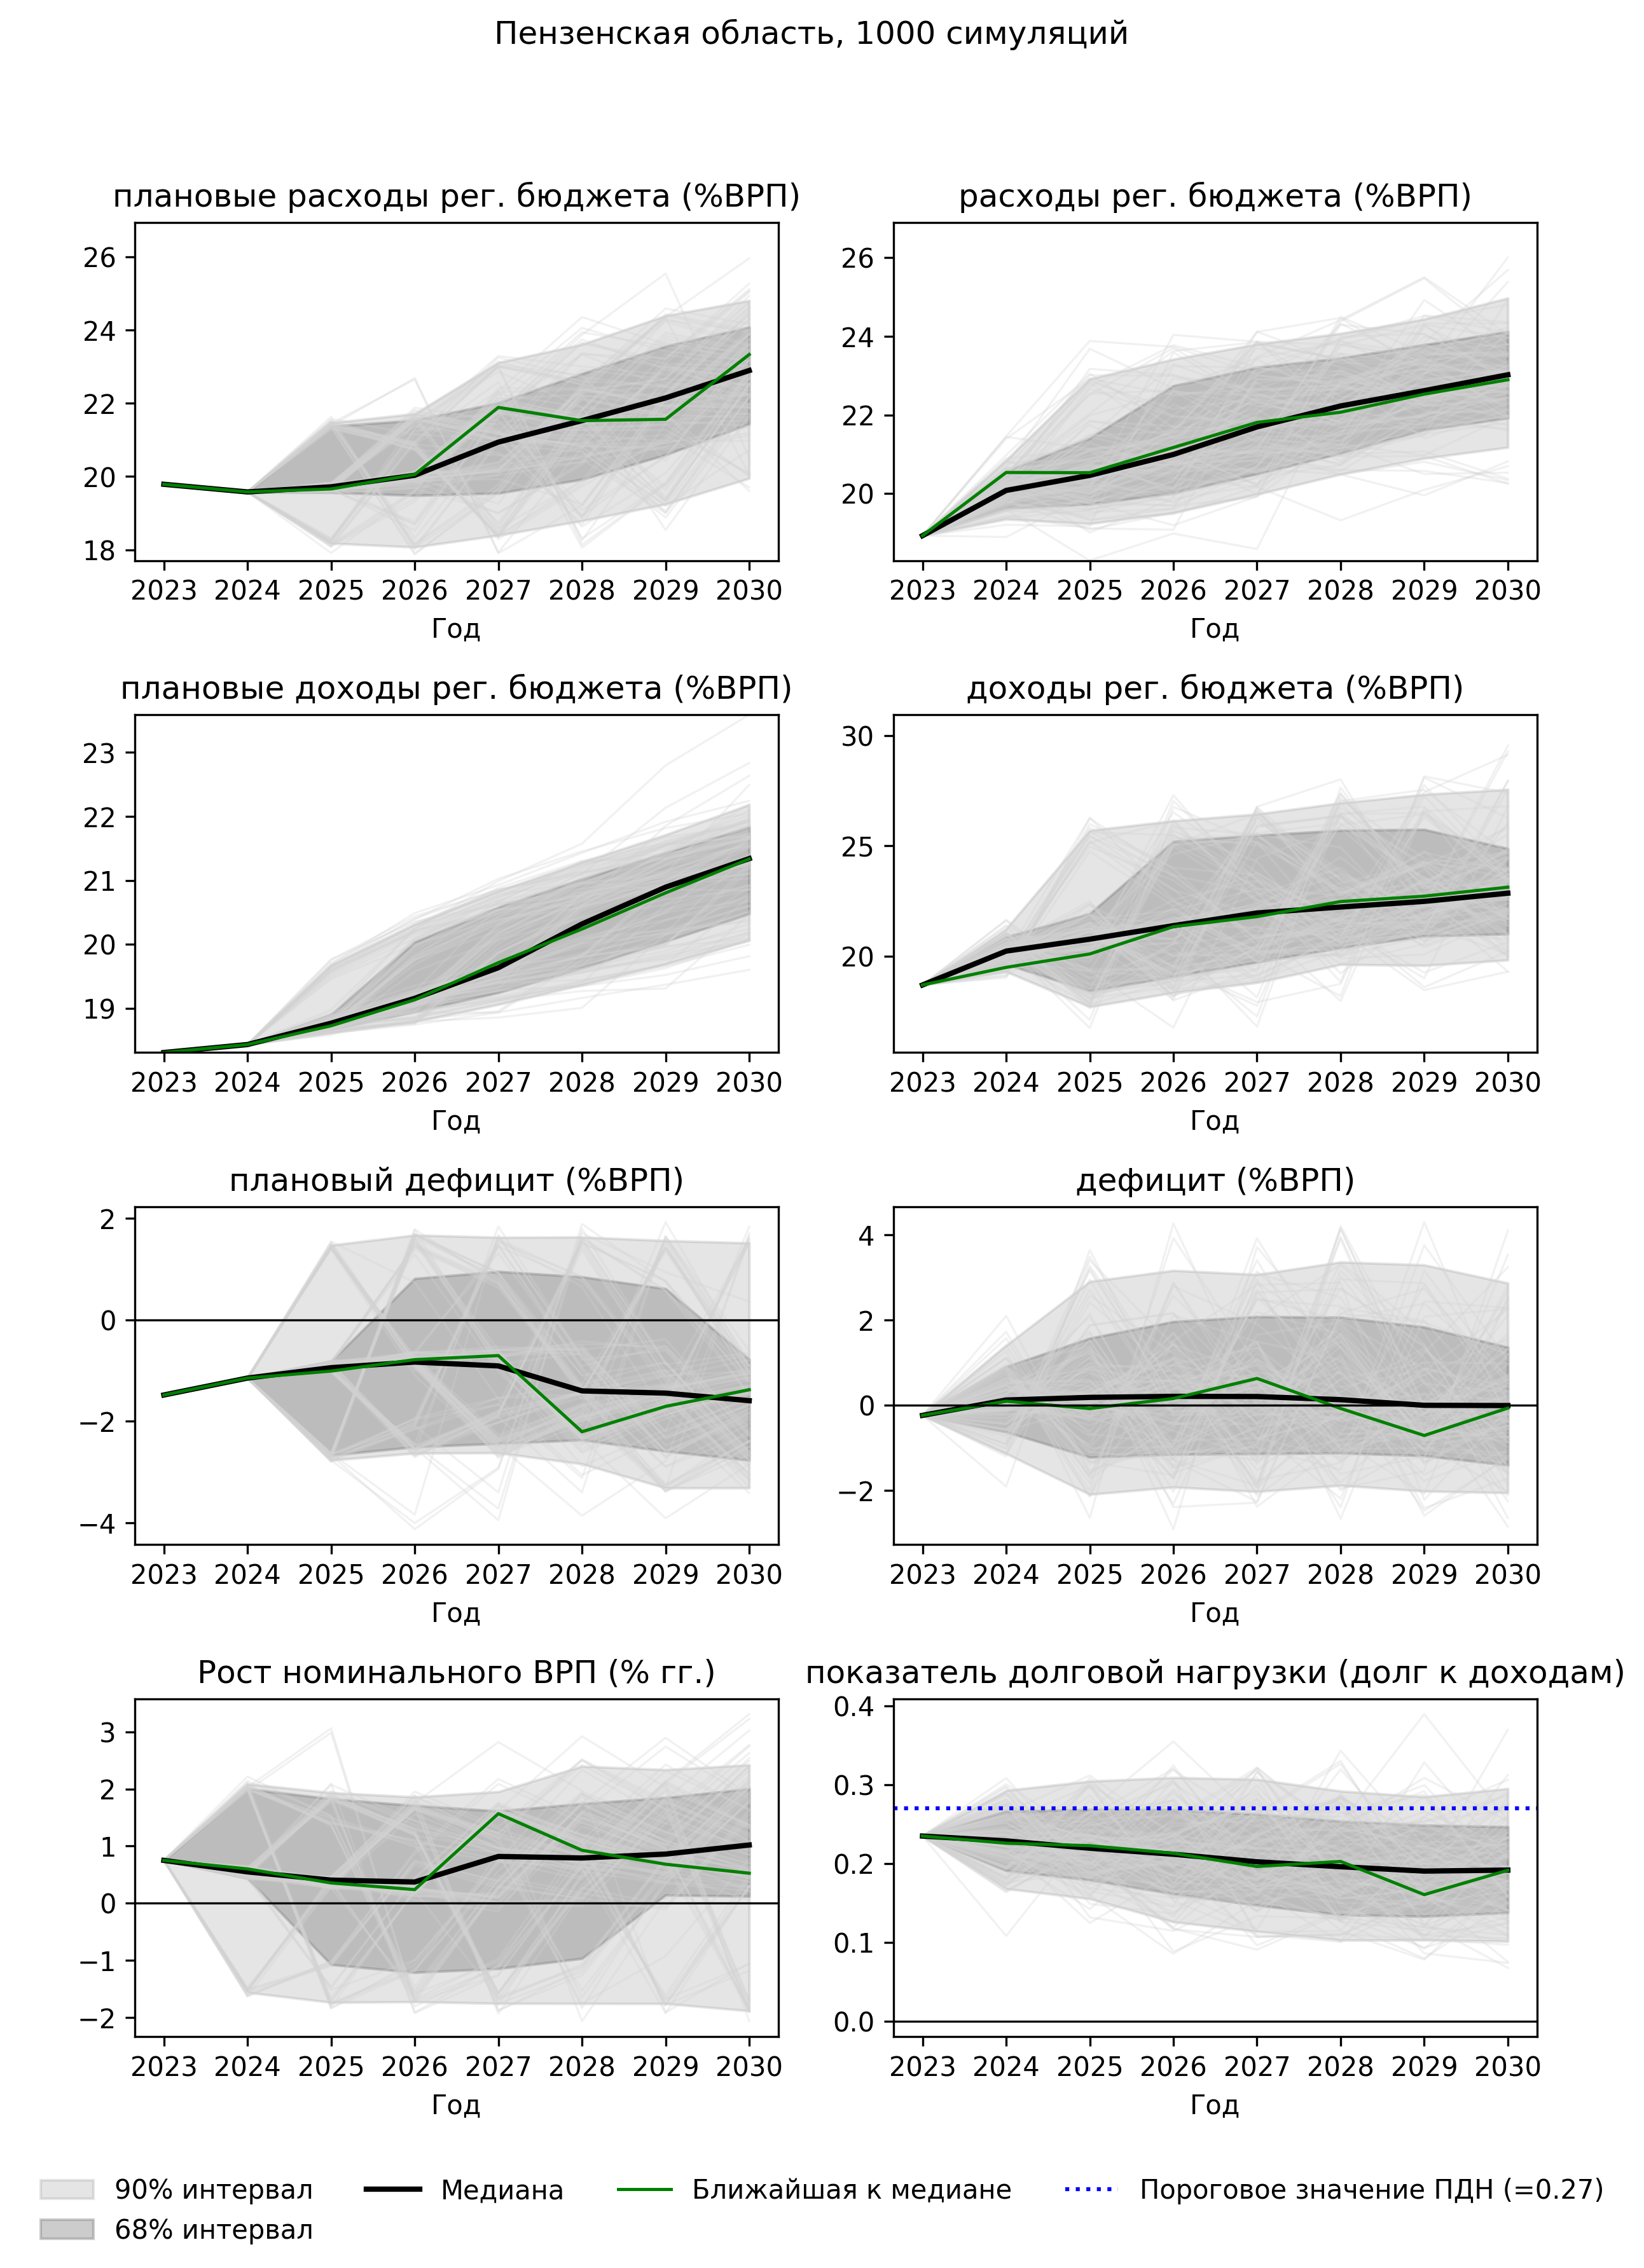 Пензенская область, 1000 симуляций
плановые расходы рег. бюджета (%ВРП)
26
24
22
20
18
2023 2024 2025 2026 2027 2028 2029 2030
Год
расходы рег. бюджета (%ВРП)
26
24
22
20
2023 2024 2025 2026 2027 2028 2029 2030
Год
плановые доходы рег. бюджета (%ВРП)
23
22
21
20
19
2023 2024 2025 2026 2027 2028 2029 2030
Год
доходы рег. бюджета (%ВРП)
30
25
20
2023 2024 2025 2026 2027 2028 2029 2030
Год
плановый дефицит (%ВРП)
2
0
−2
−4
2023 2024 2025 2026 2027 2028 2029 2030
Год
дефицит (%ВРП)
4
2
0
−2
2023 2024 2025 2026 2027 2028 2029 2030
Год
Рост номинального ВРП (% гг.)
3
2
1
0
−1
−2
2023 2024 2025 2026 2027 2028 2029 2030
Год
показатель долговой нагрузки (долг к доходам)
0.4
0.3
0.2
0.1
0.0
2023 2024 2025 2026 2027 2028 2029 2030
Год
90% интервал
68% интервал
Медиана
Ближайшая к медиане
Пороговое значение ПДН (=0.27)